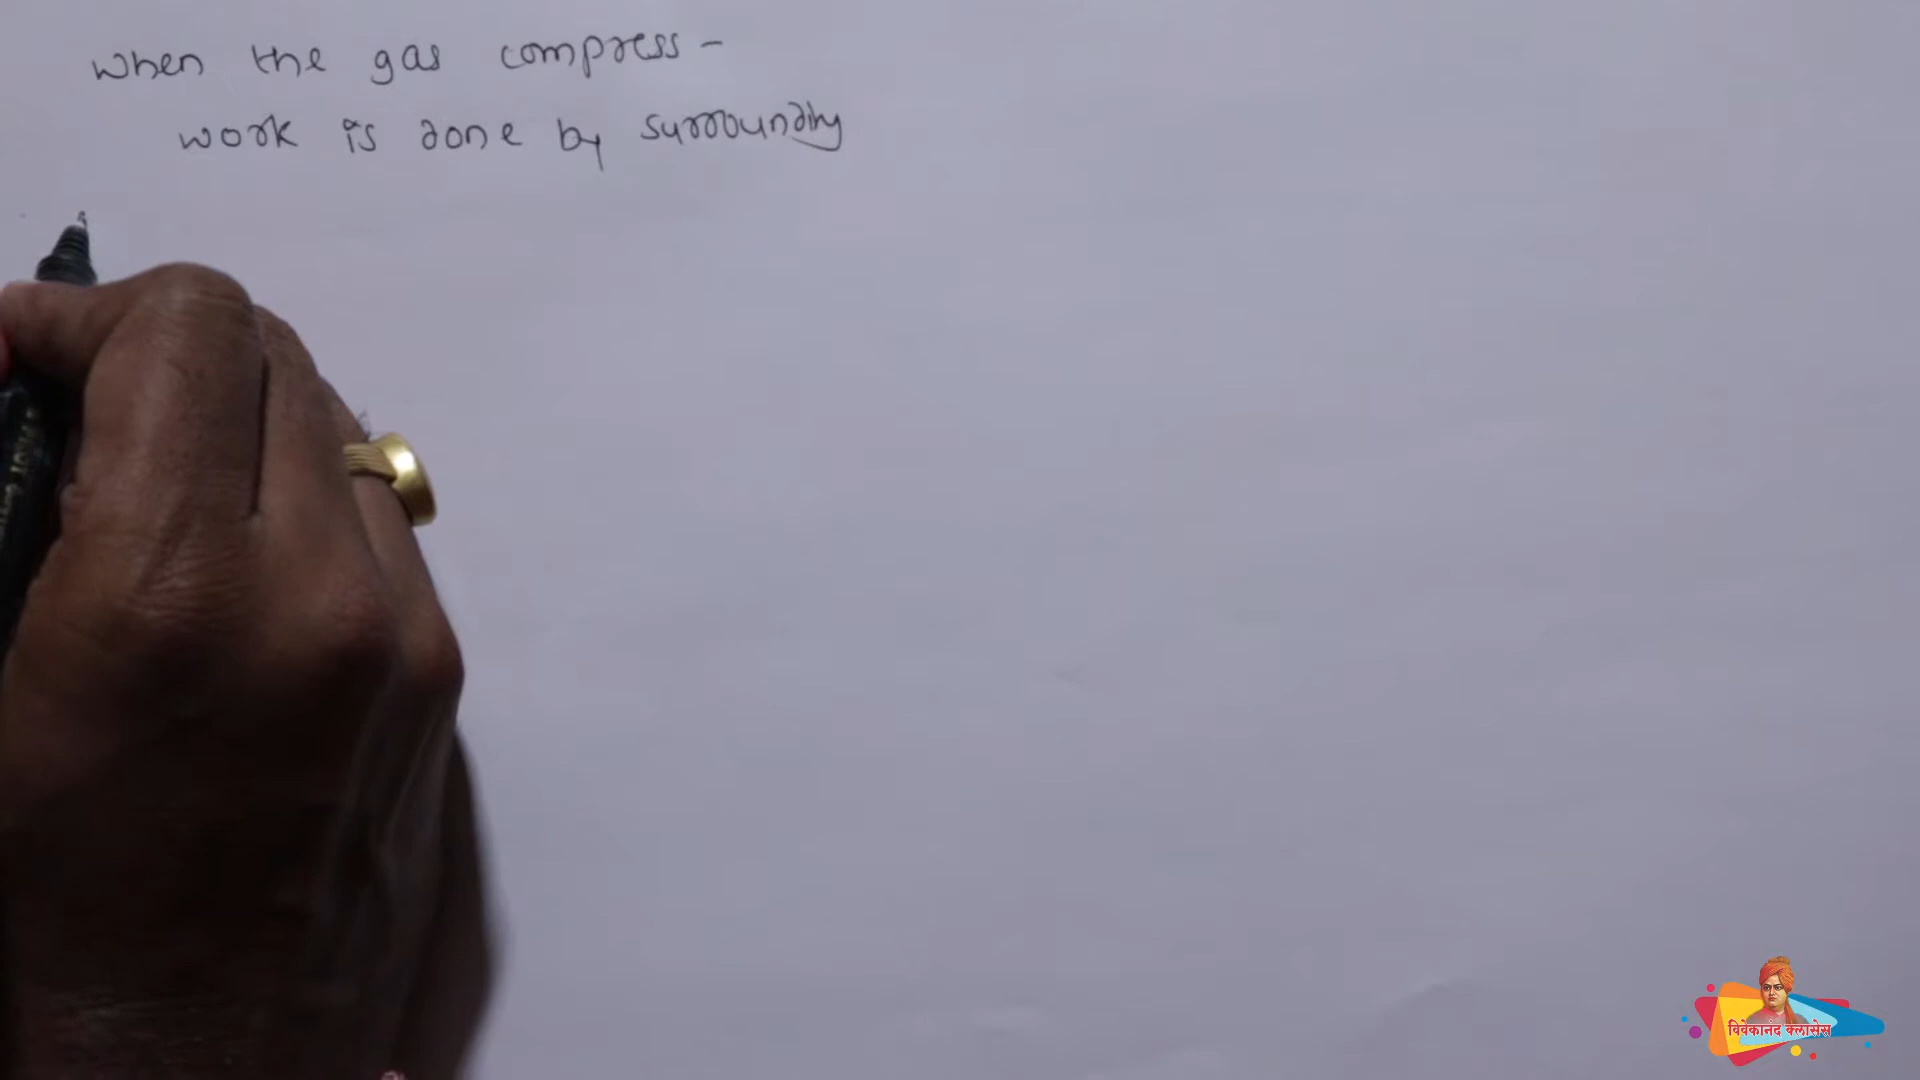 when the gas compress -
work is done by surrounding
विवेकानंद क्लासेस